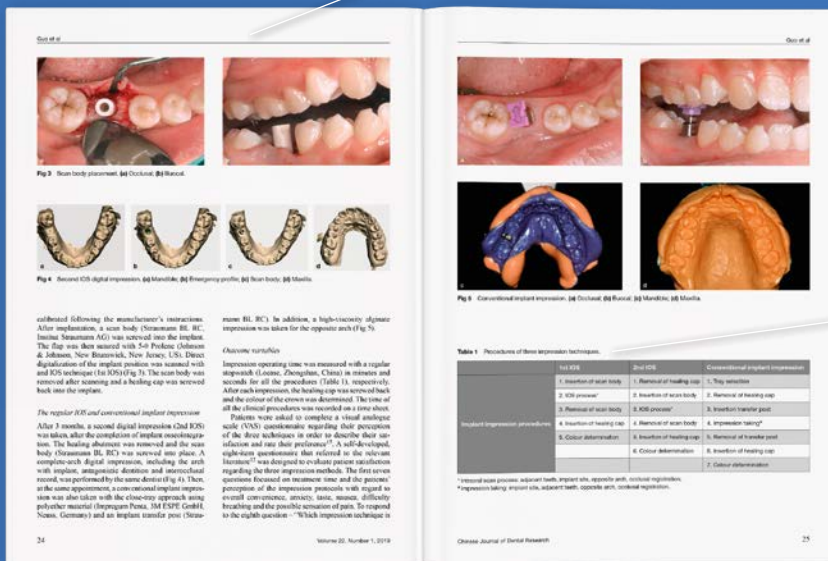 Guo et al
Fig 3 Scan body placement. (a) Occlusal; (b) Buccal.
a
b
c
d
Fig 4 Second IOS digital impression. (a) Mandible; (b) Emergency profile; (c) Scan body; (d) Maxilla.
calibrated following the manufacturer's instructions.
After implantation, a scan body (Straumann BL RC,
Institut Straumann AG) was screwed into the implant.
The flap was then sutured with 5-0 Prolene (Johnson
& Johnson, New Brunswick, New Jersey, US). Direct
digitalization of the implant position was scanned with
and IOS technique (1st IOS) (Fig 3). The scan body was
removed after scanning and a healing cap was screwed
back into the implant.
The regular IOS and conventional implant impression
After 3 months, a second digital impression (2nd IOS)
was taken, after the completion of implant osseointegra-
tion. The healing abutment was removed and the scan
body (Straumann BL RC) was screwed into place. A
complete-arch digital impression, including the arch
with implant, antagonistic dentition and interocclusal
record, was performed by the same dentist (Fig 4). Then,
at the same appointment, a conventional implant impres-
sion was also taken with the close-tray approach using
polyether material (Impregum Penta, 3M ESPE GmbH,
Neuss, Germany) and an implant transfer post (Strau-
mann BL RC). In addition, a high-viscosity alginate
impression was taken for the opposite arch (Fig 5).
Outcome variables
Impression operating time was measured with a regular
stopwatch (Loense, Zhengzhou, China) in minutes and
seconds for all the procedures (Table 1), respectively.
After each impression, the healing cap was screwed back
and the colour of the crown was determined. The time of
all the clinical procedures was recorded on a time sheet.
Patients were asked to complete a visual analogue
scale (VAS) questionnaire regarding their perception
of the three techniques in order to describe their sat-
isfaction and rate their preference
. A self-developed,
eight-item questionnaire that referred to the relevant
literature
was designed to evaluate patient satisfaction
regarding the three impression methods. The first seven
questions focussed on treatment time and the patients'
perception of the impression protocols with regard to
overall convenience, anxiety, taste, nausea, difficulty
breathing and the possible sensation of pain. To respond
to the eighth question – "Which impression technique is
24
Volume 22, Number 1, 2019
Guo et al
c
d
Fig 5 Conventional implant impression. (a) Occlusal; (b) Buccal; (c) Mandible; (d) Maxilla.
Table 1 Procedures of three impression techniques.
1st IOS 2nd IOS Conventional implant impression
Implant impression procedures
1. Insertion of scan body 1. Removal of healing cap 1. Tray selection
2. IOS process* 2. Insertion of scan body 2. Removal of healing cap
3. Removal of scan body 3. IOS process* 3. Insertion transfer post
4. Insertion of healing cap 4. Removal of scan body 4. Impression taking#
5. Colour determination 5. Insertion of healing cap 5. Removal of transfer post
6. Colour determination 6. Insertion of healing cap
7. Colour determination
* Intraoral scan process: adjacent teeth, implant site, opposite arch, occlusal registration.
# Impression taking: implant site, adjacent teeth, opposite arch, occlusal registration.
Chinese Journal of Dental Research
25